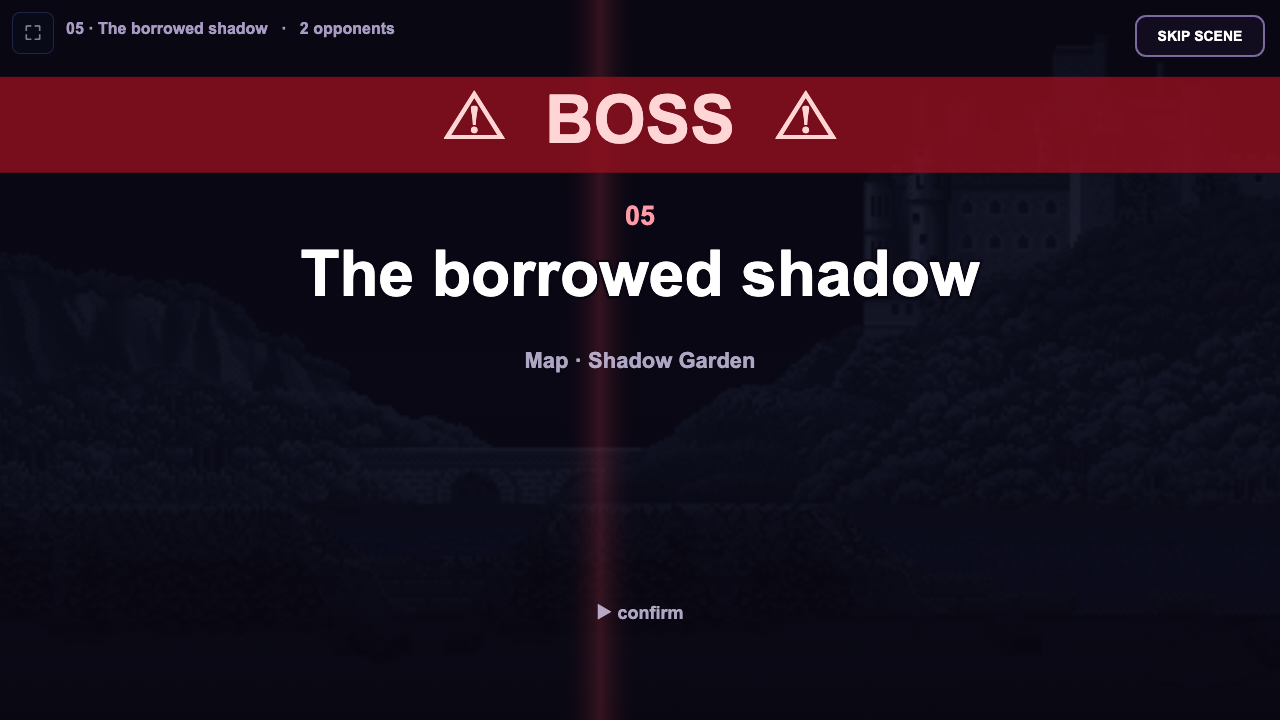 05 · The borrowed shadow · 2 opponents
SKIP SCENE
⚠ BOSS ⚠
05
The borrowed shadow
Map · Shadow Garden
▶ confirm